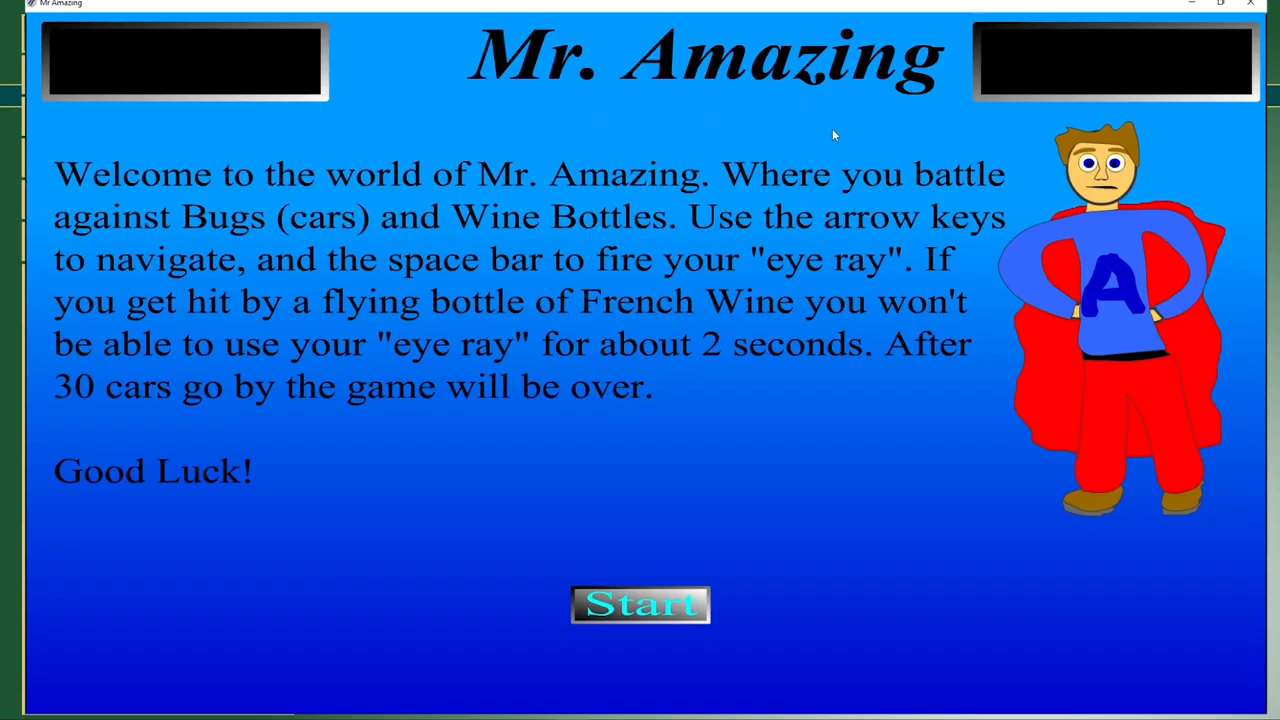 Mr Amazing
Mr. Amazing
Welcome to the world of Mr. Amazing. Where you battle
against Bugs (cars) and Wine Bottles. Use the arrow keys
to navigate, and the space bar to fire your "eye ray". If
you get hit by a flying bottle of French Wine you won't
be able to use your "eye ray" for about 2 seconds. After
30 cars go by the game will be over.
Good Luck!
A
Start